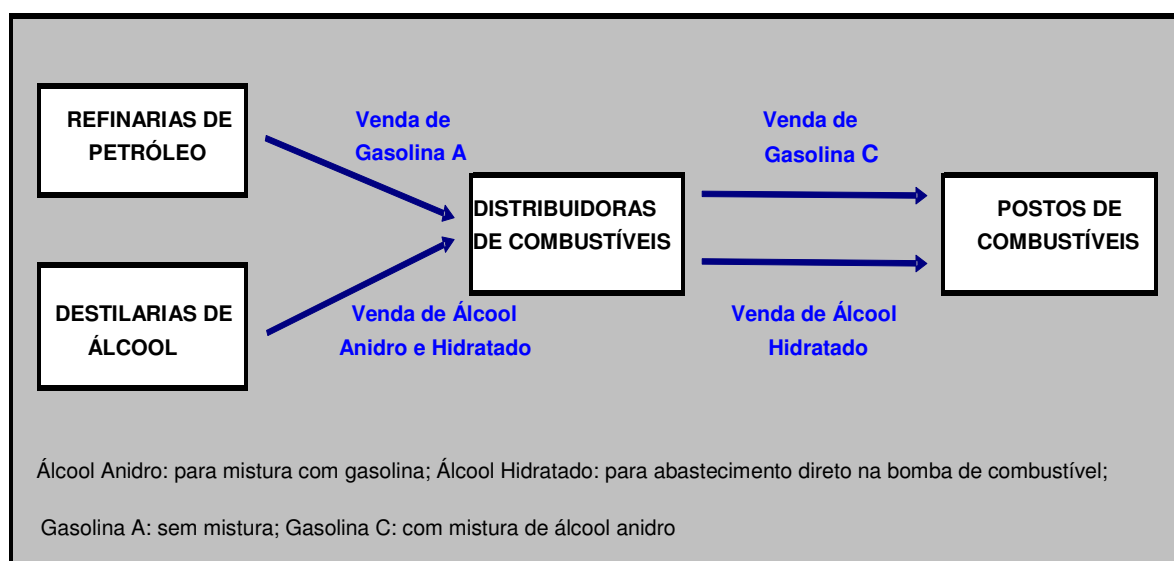 REFINARIAS DE
PETRÓLEO
Venda de
Gasolina A
Venda de
Gasolina C
DISTRIBUIDORAS
DE COMBUSTÍVEIS
POSTOS DE
COMBUSTÍVEIS
DESTILARIAS DE
ÁLCOOL
Venda de Álcool
Anidro e Hidratado
Venda de Álcool
Hidratado
Álcool Anidro: para mistura com gasolina; Álcool Hidratado: para abastecimento direto na bomba de combustível;
Gasolina A: sem mistura; Gasolina C: com mistura de álcool anidro